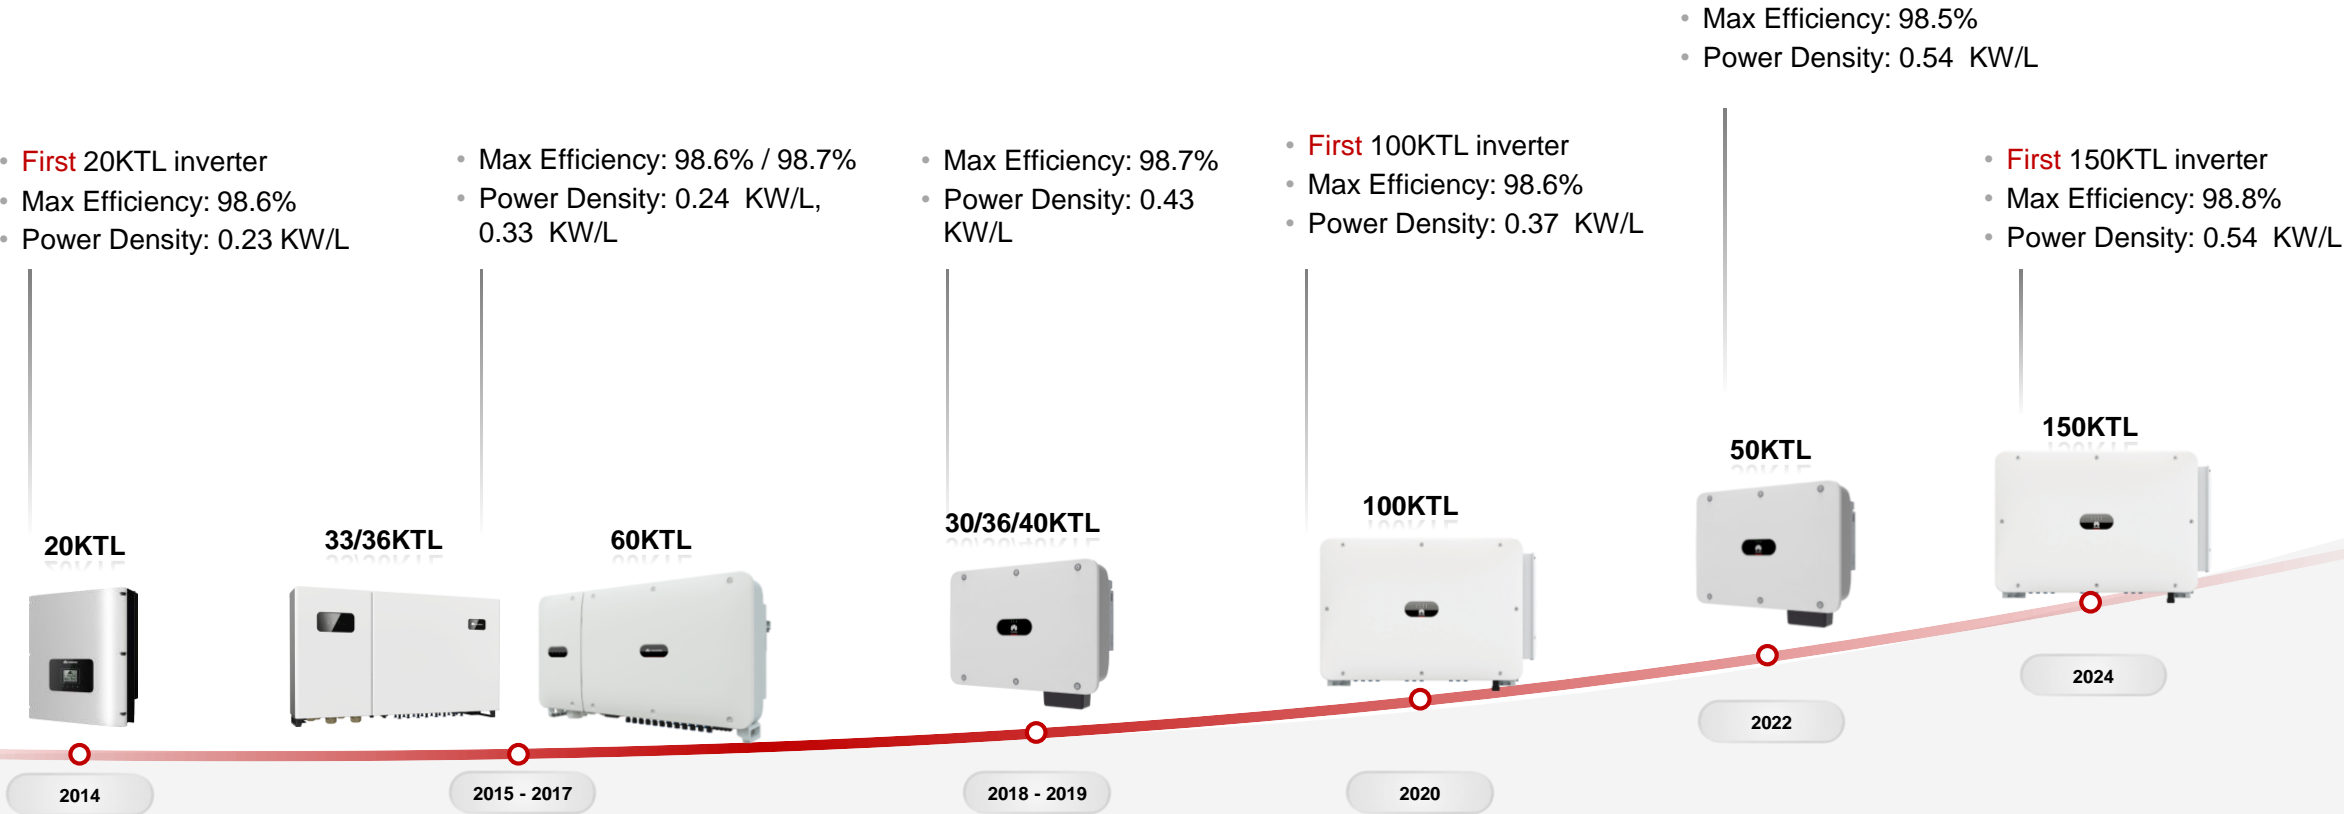 • Max Efficiency: 98.5%
• Power Density: 0.54  KW/L
• First 20KTL inverter
• Max Efficiency: 98.6%
• Power Density: 0.23 KW/L
• Max Efficiency: 98.6% / 98.7%
• Power Density: 0.24  KW/L,
0.33  KW/L
• Max Efficiency: 98.7%
• Power Density: 0.43
KW/L
• First 100KTL inverter
• Max Efficiency: 98.6%
• Power Density: 0.37  KW/L
• First 150KTL inverter
• Max Efficiency: 98.8%
• Power Density: 0.54  KW/L
20KTL
33/36KTL
60KTL
30/36/40KTL
100KTL
50KTL
150KTL
2014
2015 - 2017
2018 - 2019
2020
2022
2024